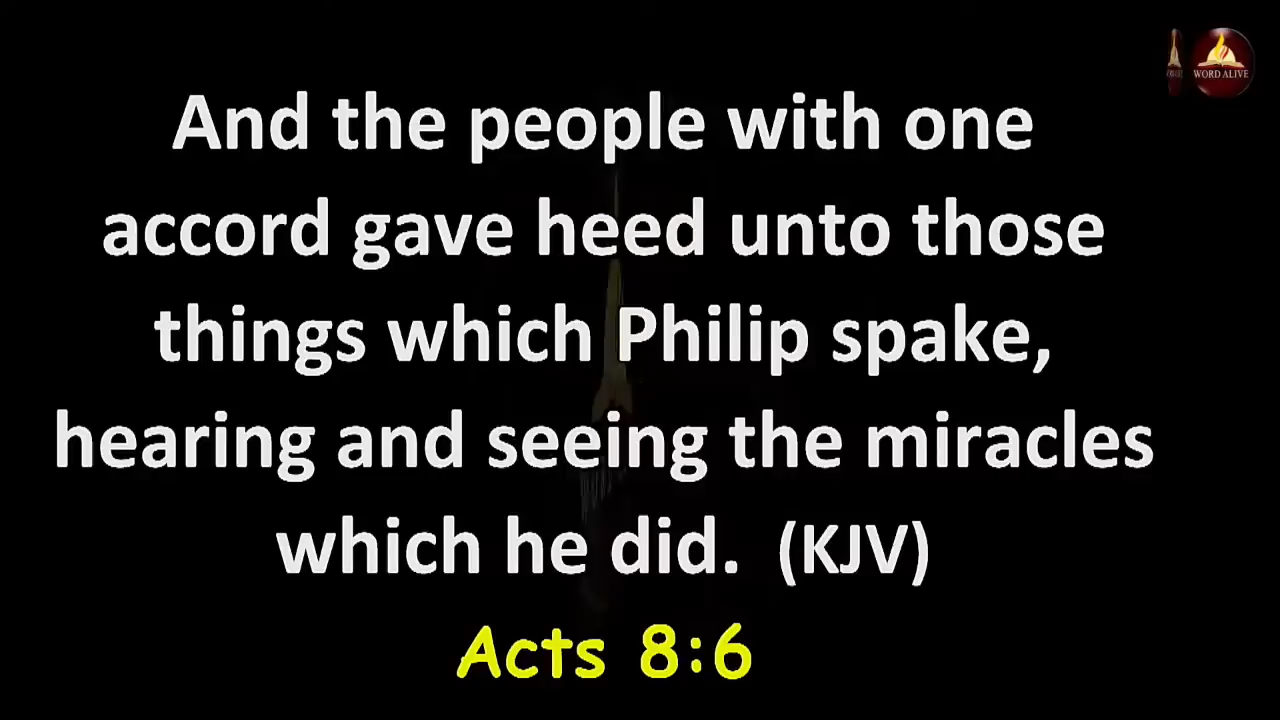 WORD ALIVE
And the people with one
accord gave heed unto those
things which Philip spake,
hearing and seeing the miracles
which he did. (KJV)
Acts 8:6